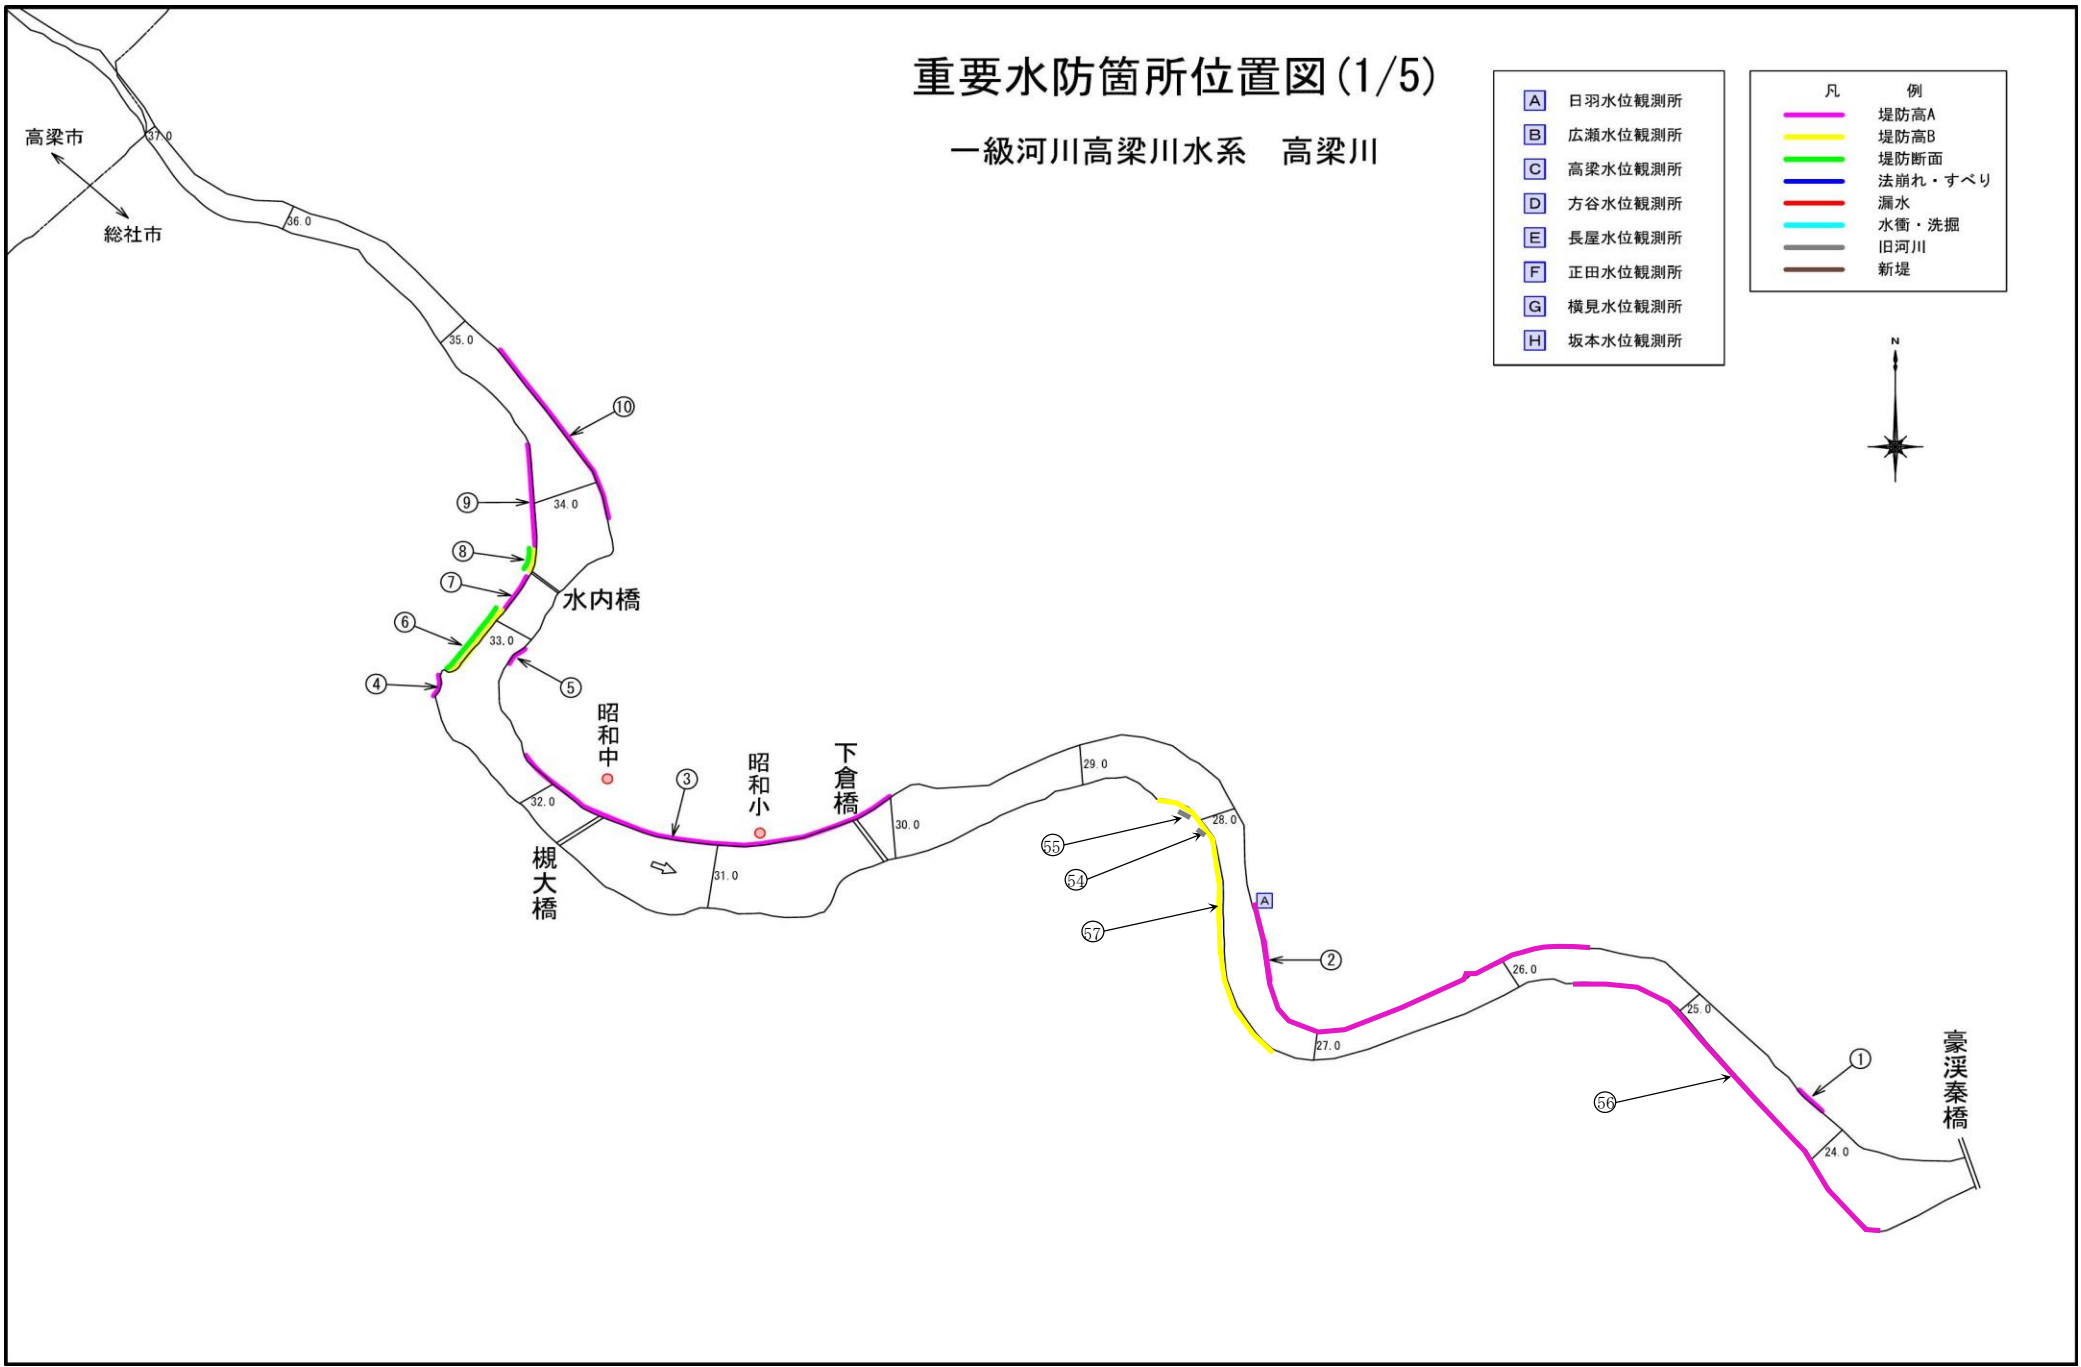 重要水防箇所位置図(1/5)
一級河川高梁川水系　高梁川
A 日羽水位観測所
B 広瀬水位観測所
C 高梁水位観測所
D 方谷水位観測所
E 長屋水位観測所
F 正田水位観測所
G 横見水位観測所
H 坂本水位観測所
凡　例
堤防高A
堤防高B
堤防断面
法崩れ・すべり
漏水
水衝・洗掘
旧河川
新堤
N
高梁市
総社市
37.0
36.0
35.0
⑩
⑨
34.0
⑧
⑦
水内橋
⑥
33.0
④
⑤
昭和中
昭和小
下倉橋
③
32.0
槻大橋
31.0
30.0
29.0
28.0
55
54
57
A
②
27.0
26.0
25.0
56
①
24.0
豪渓秦橋